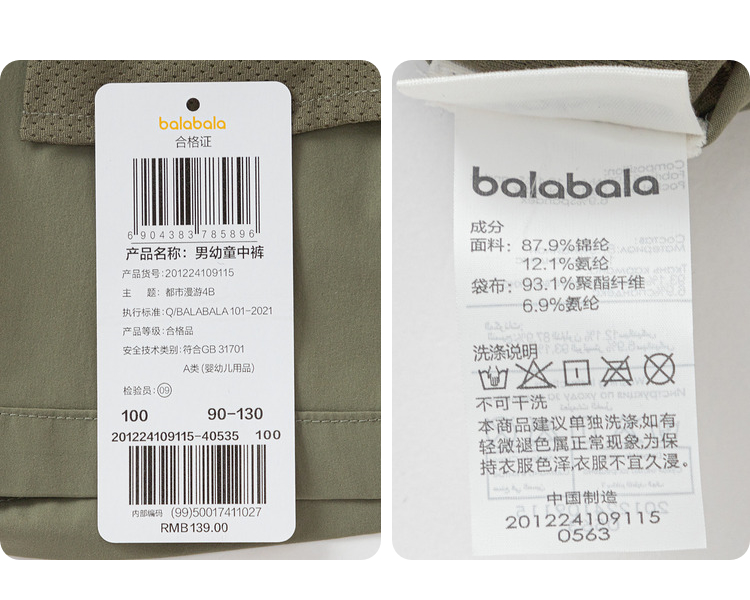 balabala
合格证
6 904383 785896
产品名称：男幼童中裤
产品货号：201224109115
主 题：都市漫游4B
执行标准：Q/BALABALA 101-2021
产品等级：合格品
安全技术类别：符合GB 31701
A类 (婴幼儿用品)
检验员：09
100 90-130
201224109115-40535 100
内部编码 (99)50017411027
RMB139.00
balabala
成分
面料：87.9%锦纶
12.1%氨纶
袋布：93.1%聚酯纤维
6.9%氨纶
洗涤说明
不可干洗
本商品建议单独洗涤,如有
轻微褪色属正常现象,为保
持衣服色泽,衣服不宜久浸。
中国制造
201224109115
0563